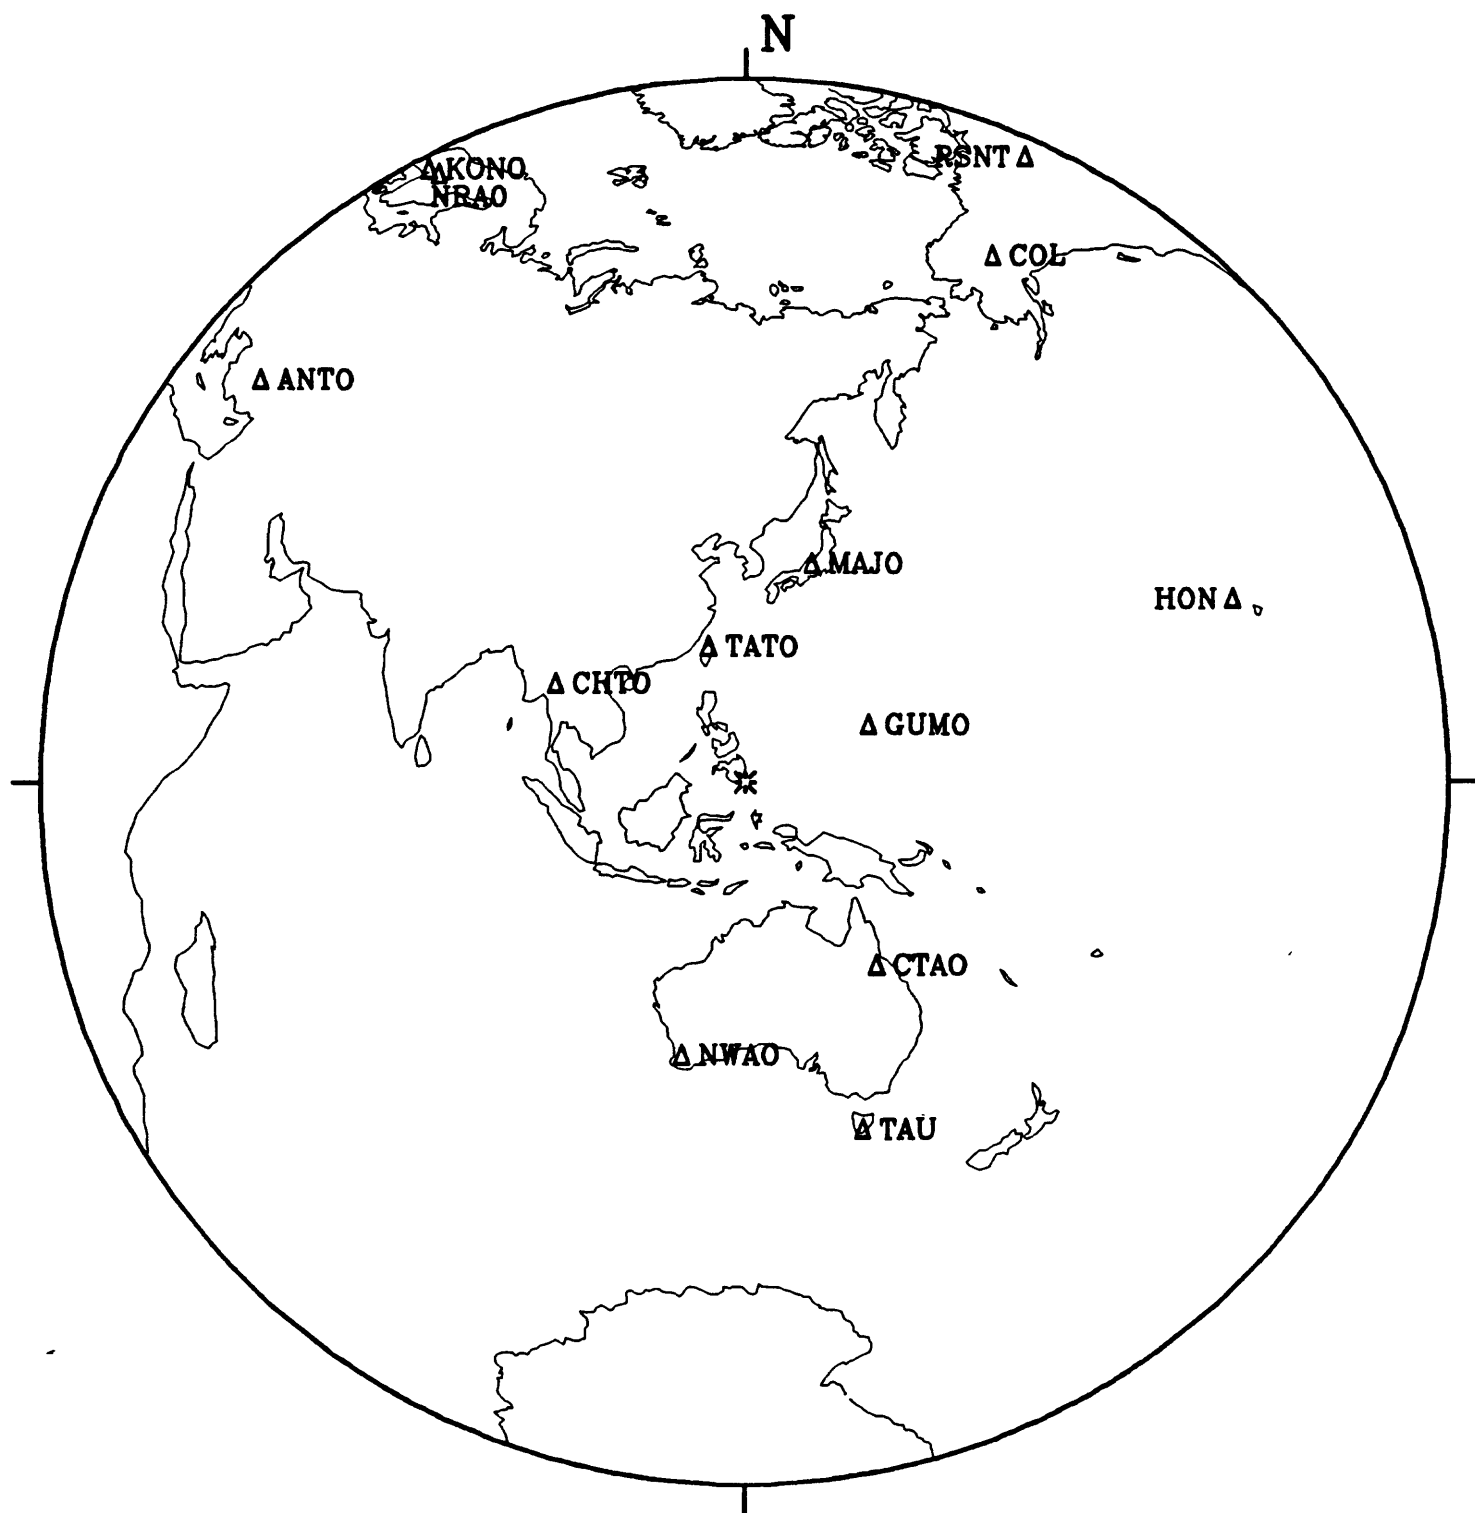 N
RSNT
KONO
NRAO
COL
ANTO
MAJO
HON
TATO
CHTO
GUMO
CTAO
NWAO
TAU